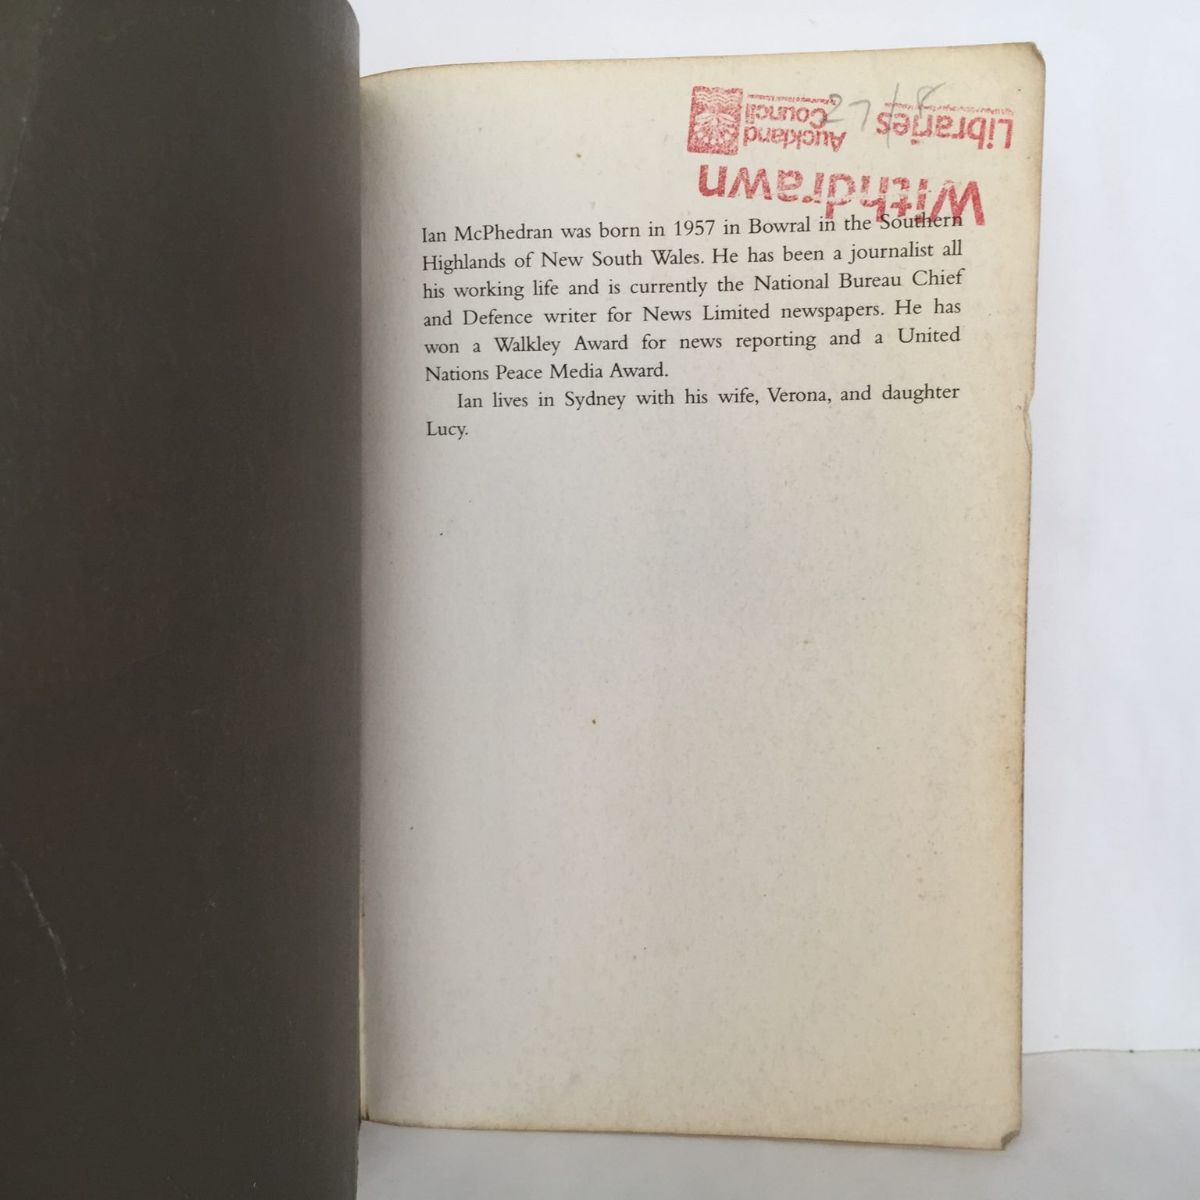 27/8
Libraries
Auckland
Council
Withdrawn
Ian McPhedran was born in 1957 in Bowral in the Southern
Highlands of New South Wales. He has been a journalist all
his working life and is currently the National Bureau Chief
and Defence writer for News Limited newspapers. He has
won a Walkley Award for news reporting and a United
Nations Peace Media Award.
Ian lives in Sydney with his wife, Verona, and daughter
Lucy.